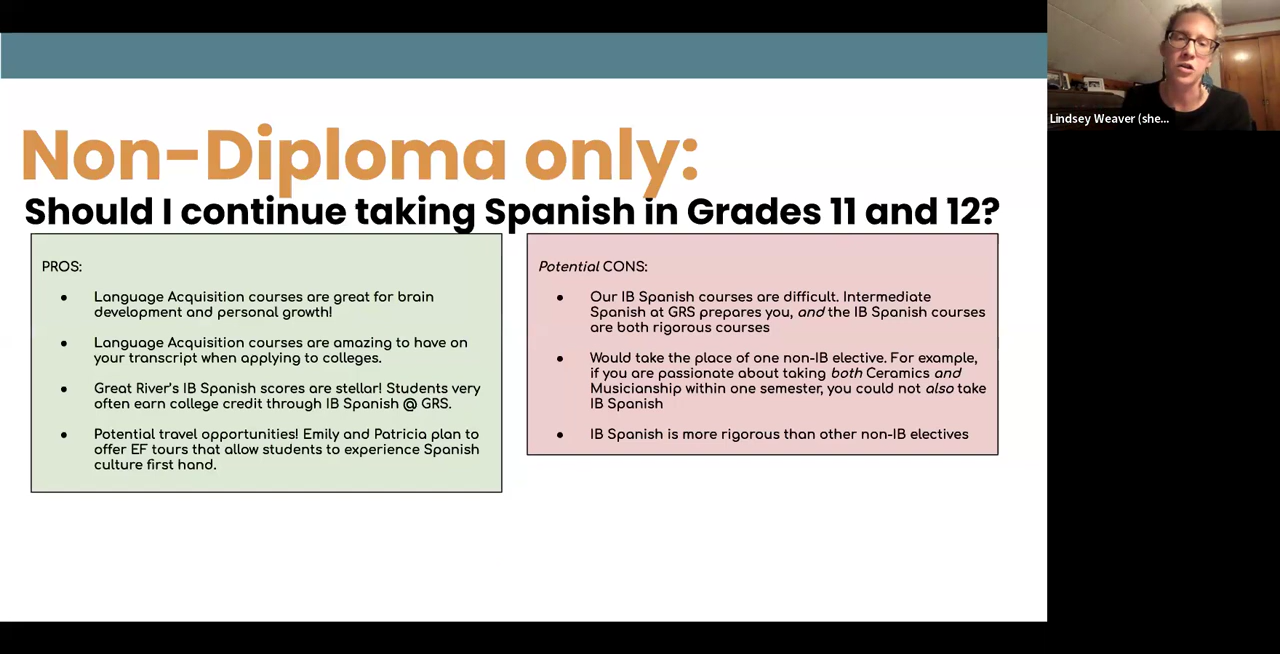 Non-Diploma only:
Should I continue taking Spanish in Grades 11 and 12?
PROS:
● Language Acquisition courses are great for brain
development and personal growth!
● Language Acquisition courses are amazing to have on
your transcript when applying to colleges.
● Great River's IB Spanish scores are stellar! Students very
often earn college credit through IB Spanish @ GRS.
● Potential travel opportunities! Emily and Patricia plan to
offer EF tours that allow students to experience Spanish
culture first hand.
Potential CONS:
● Our IB Spanish courses are difficult. Intermediate
Spanish at GRS prepares you, and the IB Spanish courses
are both rigorous courses
● Would take the place of one non-IB elective. For example,
if you are passionate about taking both Ceramics and
Musicianship within one semester, you could not also take
IB Spanish
● IB Spanish is more rigorous than other non-IB electives
Lindsey Weaver (she...